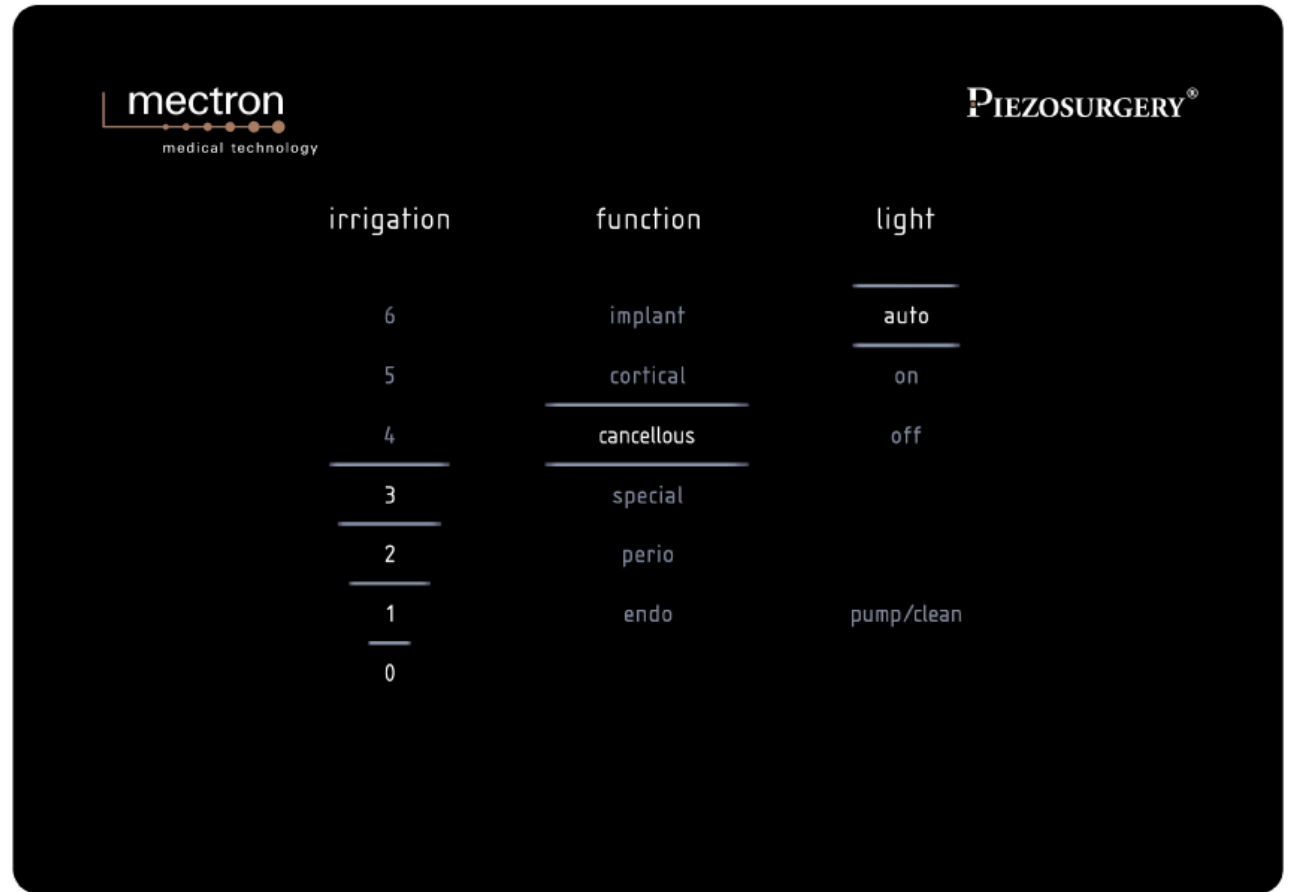 mectron
medical technology
PIEZOSURGERY®
irrigation function light
6 implant auto
5 cortical on
4 cancellous off
3 special
2 perio
1 endo pump/clean
0